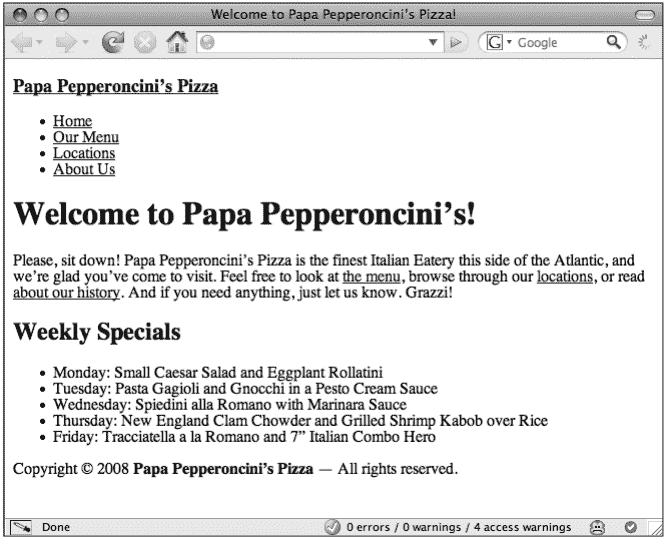 Welcome to Papa Pepperoncini's Pizza!
G Google
Papa Pepperoncini's Pizza
• Home
• Our Menu
• Locations
• About Us
Welcome to Papa Pepperoncini's!
Please, sit down! Papa Pepperoncini's Pizza is the finest Italian Eatery this side of the Atlantic, and
we're glad you've come to visit. Feel free to look at the menu, browse through our locations, or read
about our history. And if you need anything, just let us know. Grazzi!
Weekly Specials
• Monday: Small Caesar Salad and Eggplant Rollatini
• Tuesday: Pasta Gagioli and Gnocchi in a Pesto Cream Sauce
• Wednesday: Spiedini alla Romano with Marinara Sauce
• Thursday: New England Clam Chowder and Grilled Shrimp Kabob over Rice
• Friday: Tracciatella a la Romano and 7” Italian Combo Hero
Copyright © 2008 Papa Pepperoncini's Pizza — All rights reserved.
Done
0 errors / 0 warnings / 4 access warnings